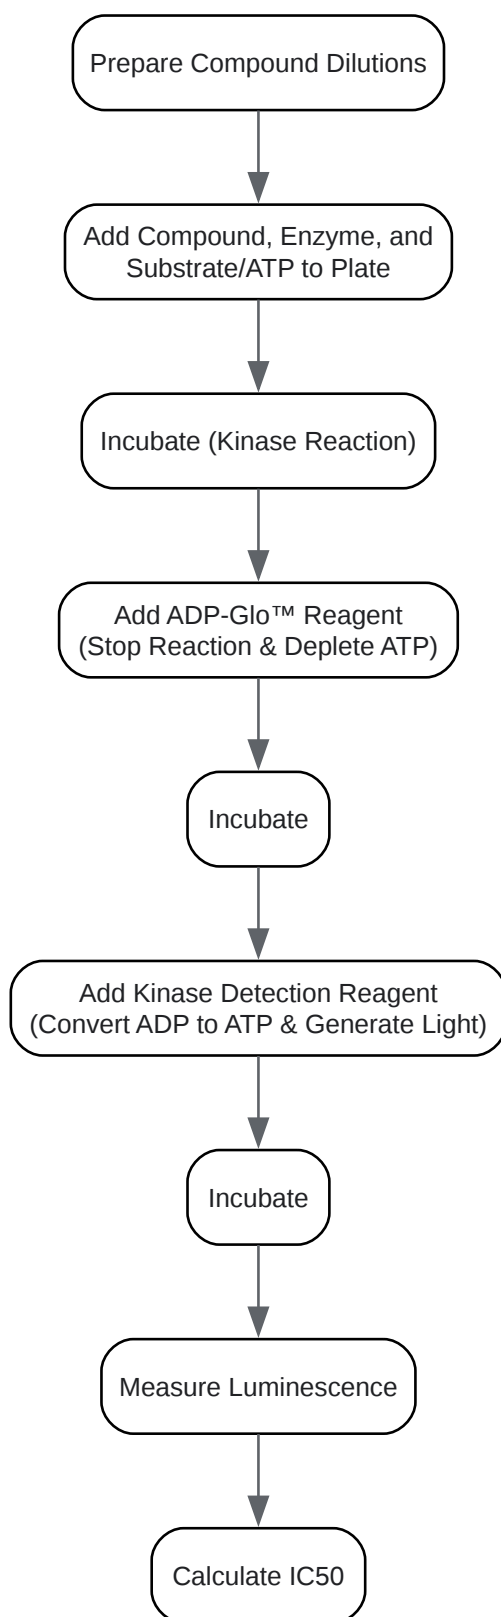 Prepare Compound Dilutions
Add Compound, Enzyme, and
Substrate/ATP to Plate
Incubate (Kinase Reaction)
Add ADP-Glo™ Reagent
(Stop Reaction & Deplete ATP)
Incubate
Add Kinase Detection Reagent
(Convert ADP to ATP & Generate Light)
Incubate
Measure Luminescence
Calculate IC50